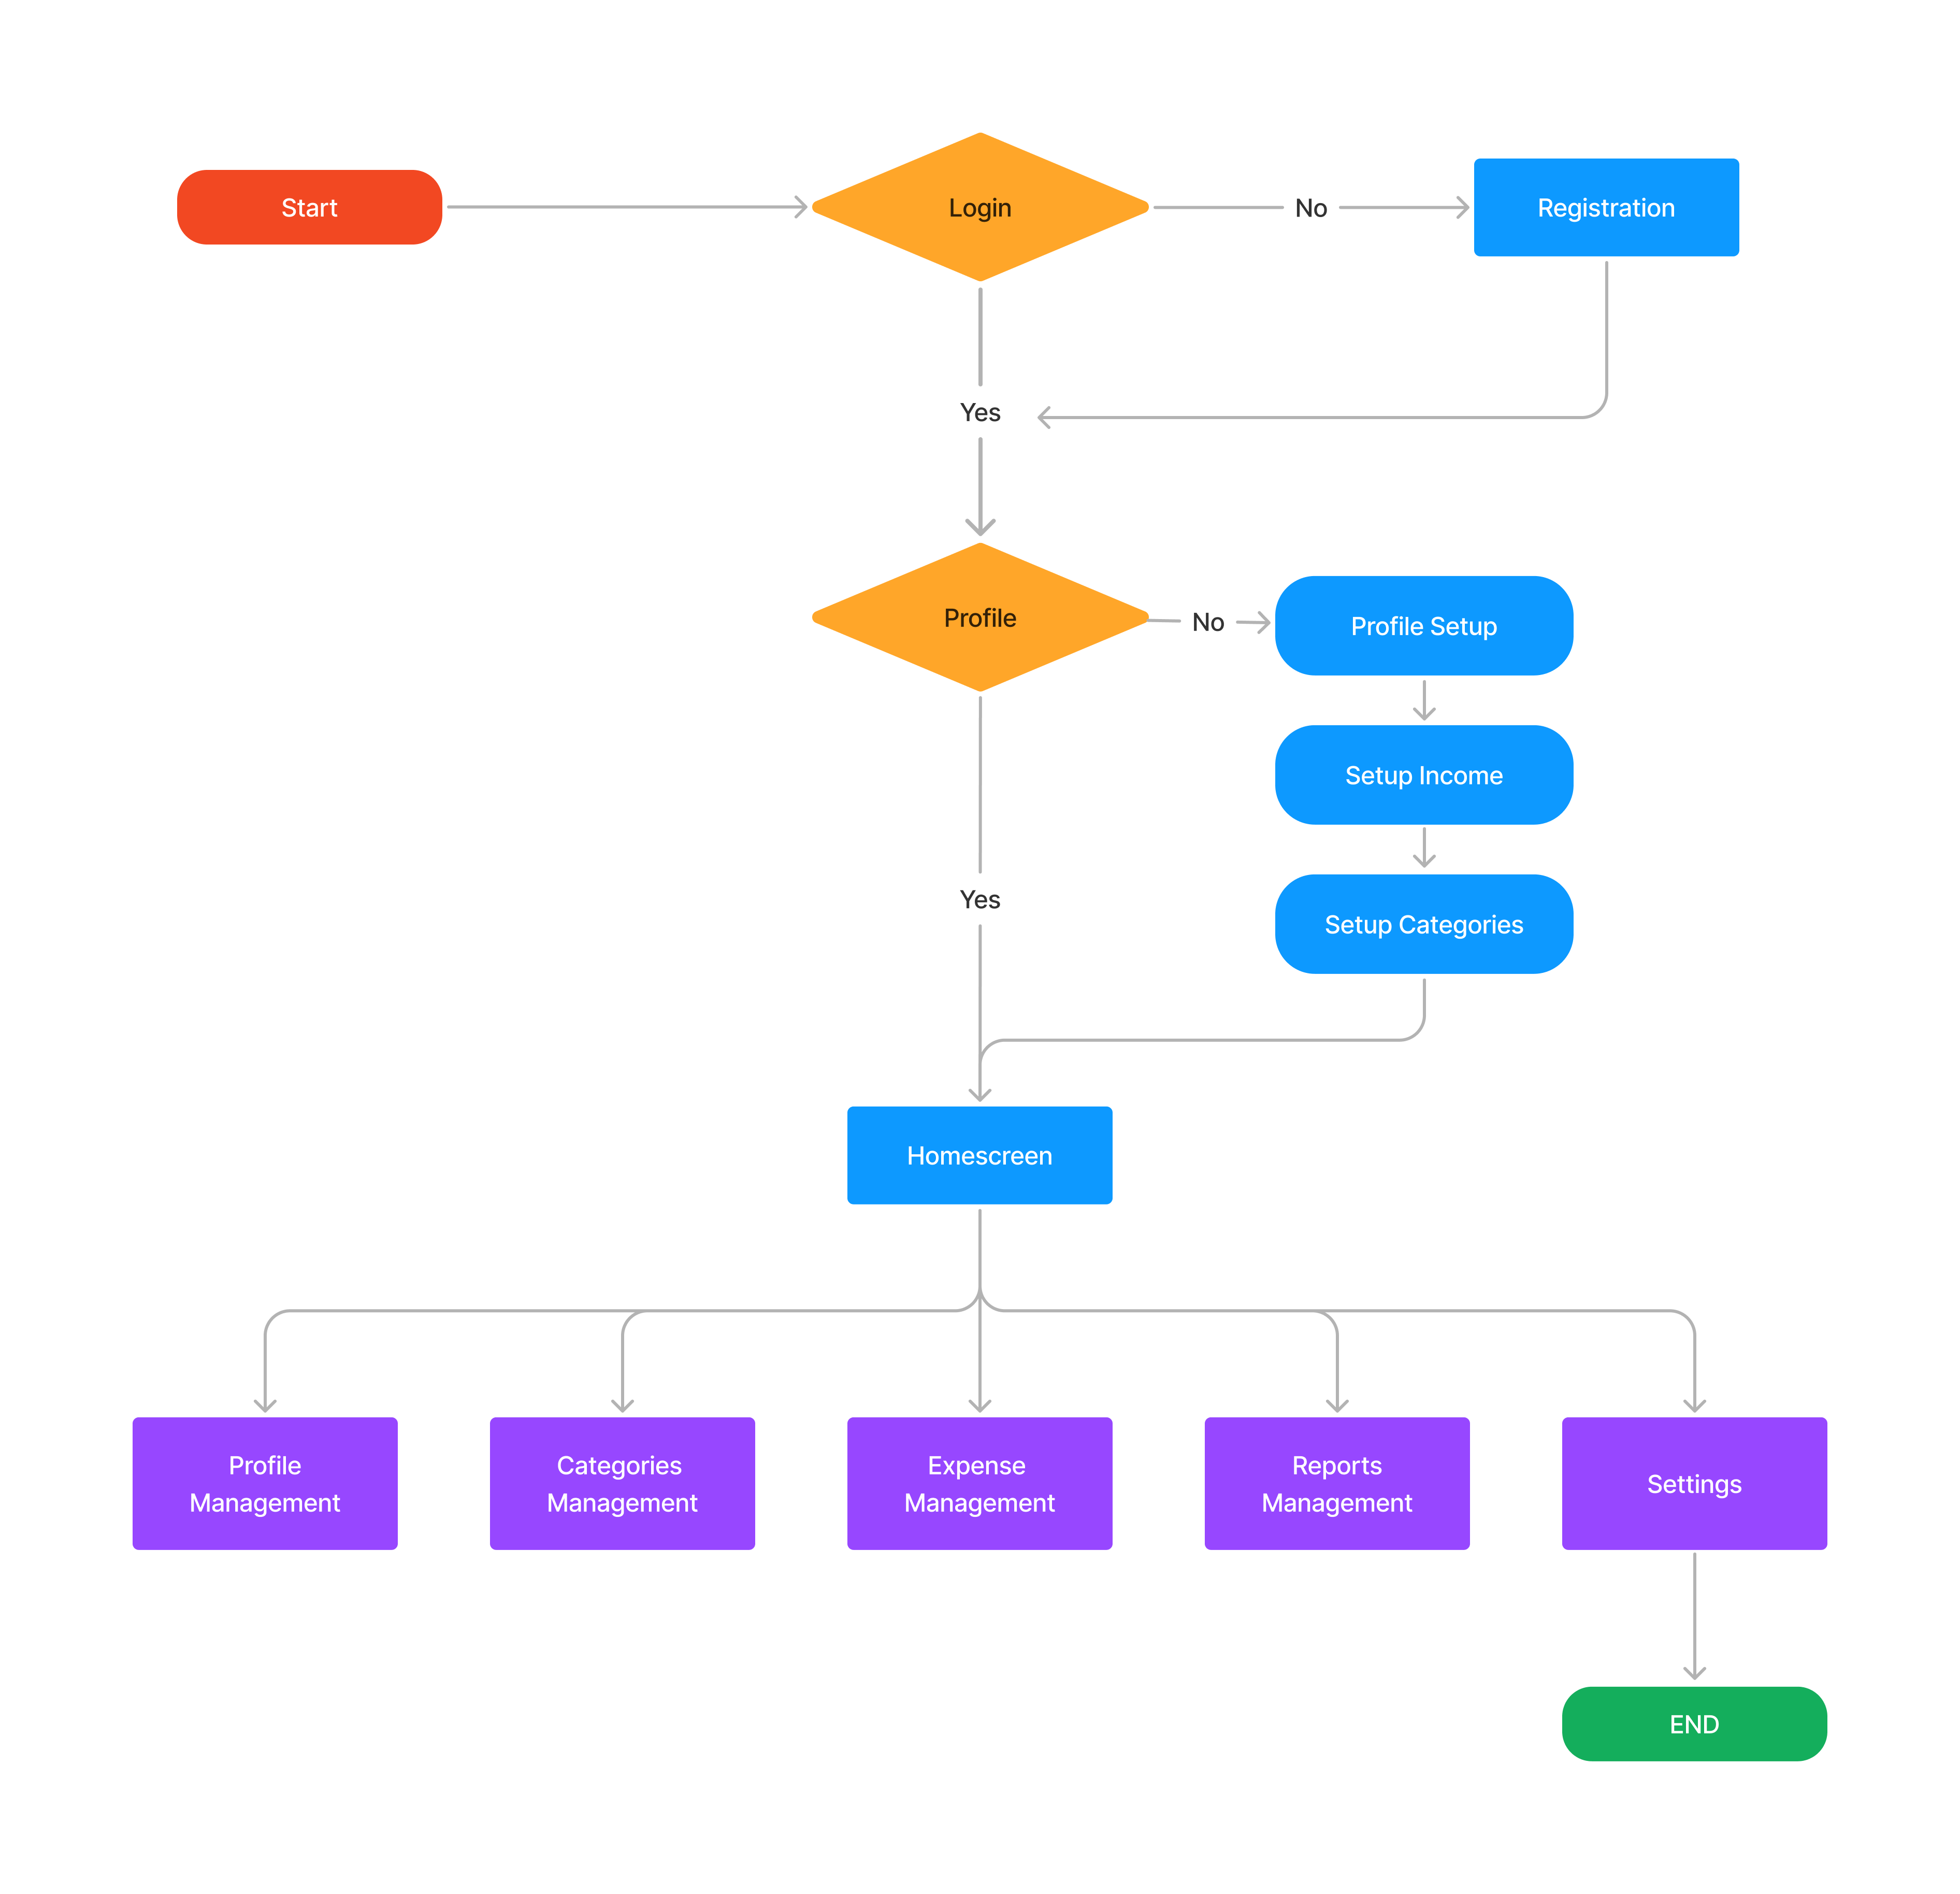 Start
Login
No
Registration
Yes
Profile
No
Profile Setup
Setup Income
Yes
Setup Categories
Homescreen
Profile
Management
Categories
Management
Expense
Management
Reports
Management
Settings
END